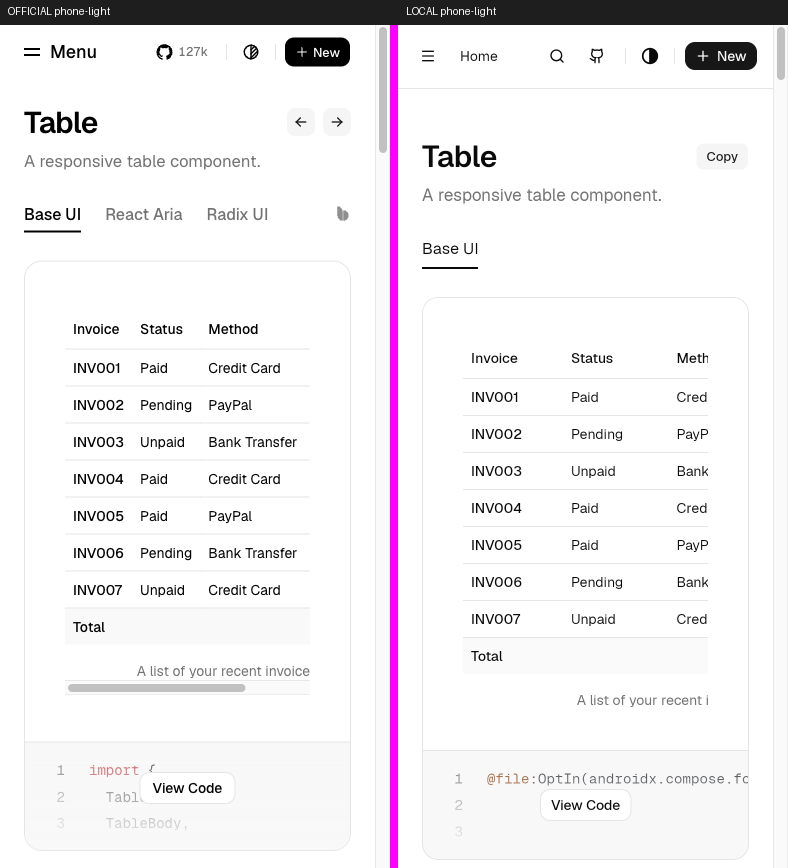 OFFICIAL phone-light
Menu
127k
New
Table
A responsive table component.
Base UI React Aria Radix UI
Invoice Status Method
INV001 Paid Credit Card
INV002 Pending PayPal
INV003 Unpaid Bank Transfer
INV004 Paid Credit Card
INV005 Paid PayPal
INV006 Pending Bank Transfer
INV007 Unpaid Credit Card
Total
A list of your recent invoice
1 import {
2 Tabl
3 TableBody,
View Code
LOCAL phone-light
Home
New
Table
Copy
A responsive table component.
Base UI
Invoice Status Meth
INV001 Paid Cred
INV002 Pending PayP
INV003 Unpaid Bank
INV004 Paid Cred
INV005 Paid PayP
INV006 Pending Bank
INV007 Unpaid Cred
Total
A list of your recent i
1 @file:OptIn(androidx.compose.fo
2
3
View Code